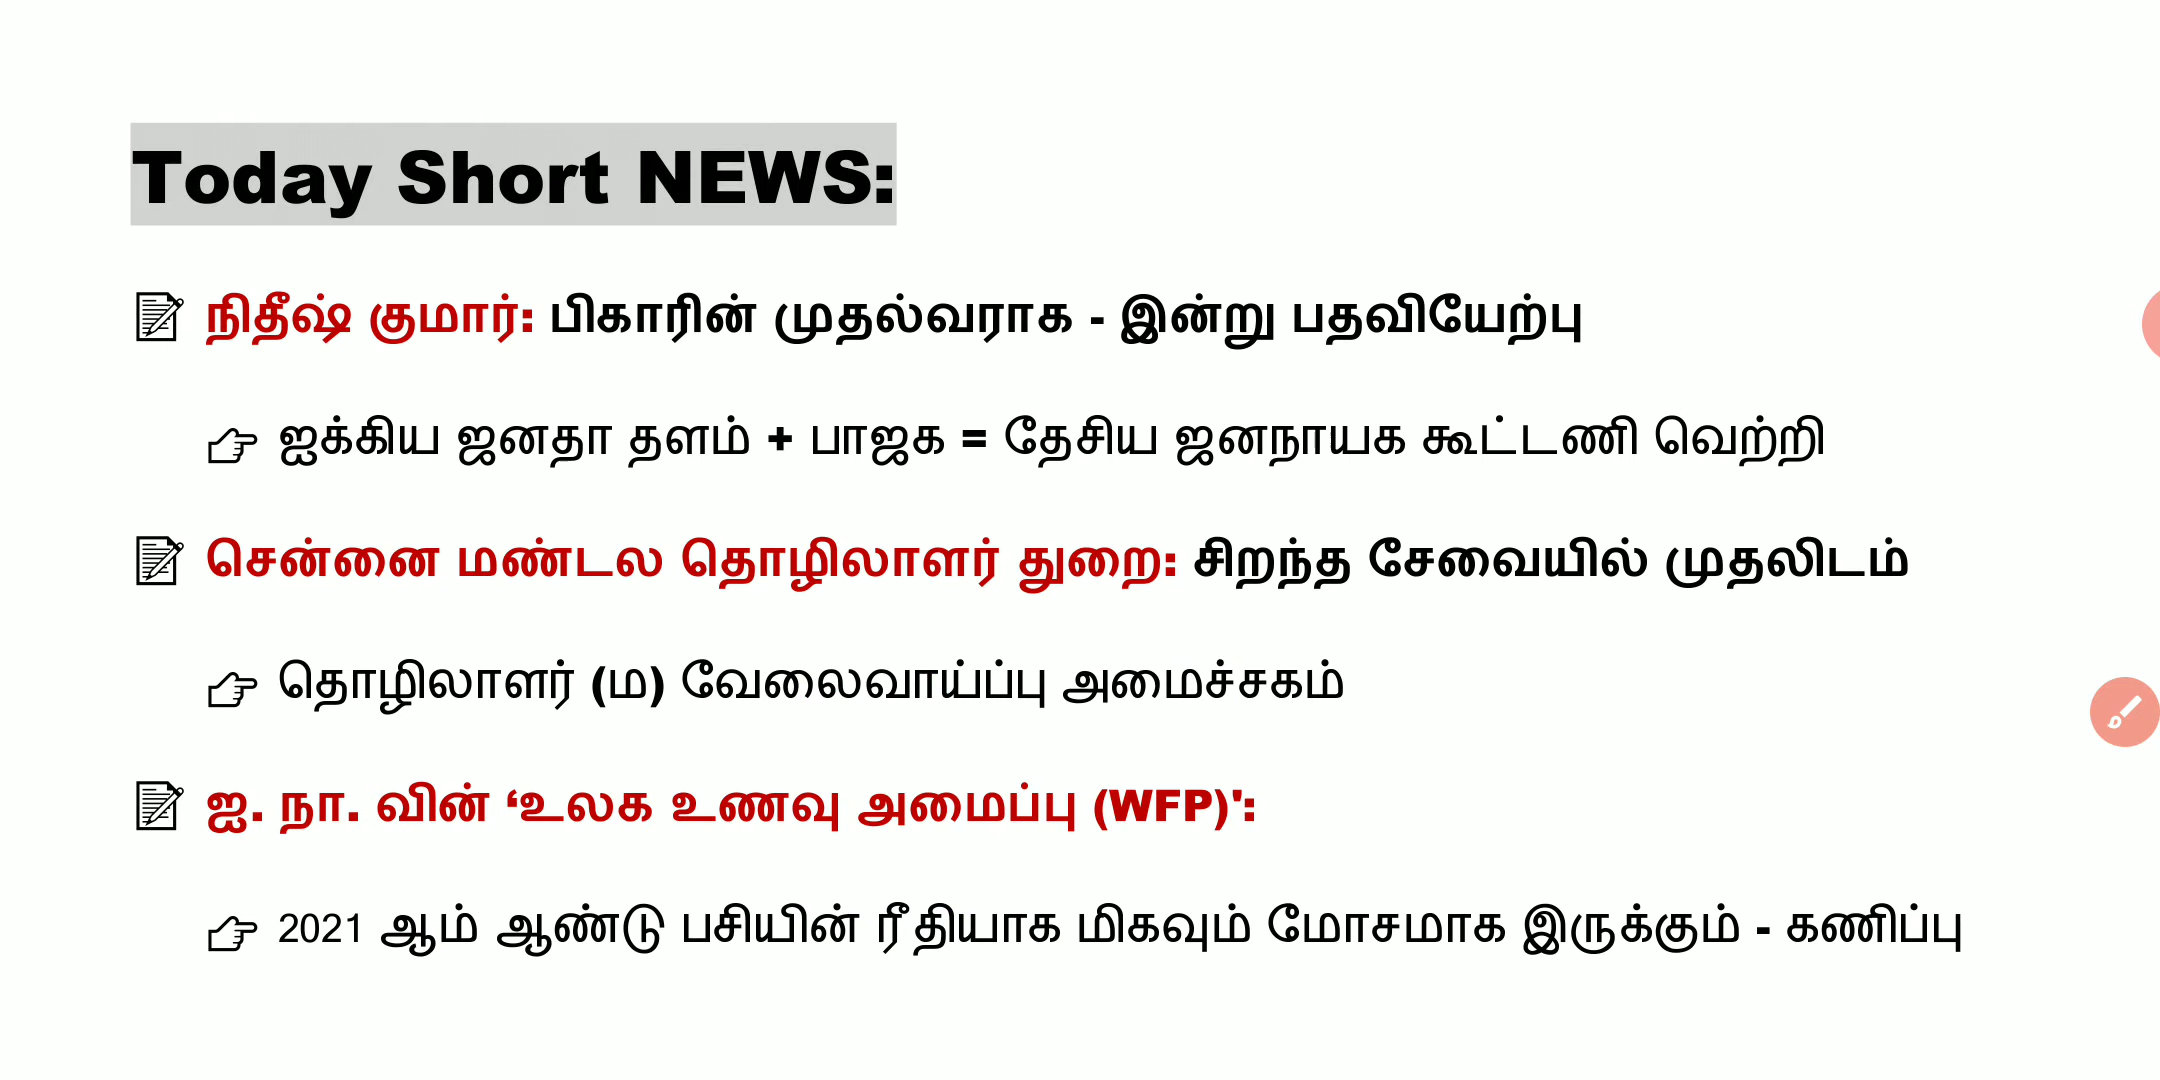 Today Short NEWS:
நிதீஷ் குமார்: பிகாரின் முதல்வராக - இன்று பதவியேற்பு
ஐக்கிய ஜனதா தளம் + பாஜக = தேசிய ஜனநாயக கூட்டணி வெற்றி
சென்னை மண்டல தொழிலாளர் துறை: சிறந்த சேவையில் முதலிடம்
தொழிலாளர் (ம) வேலைவாய்ப்பு அமைச்சகம்
ஐ. நா. வின் ‘உலக உணவு அமைப்பு (WFP)':
2021 ஆம் ஆண்டு பசியின் ரீதியாக மிகவும் மோசமாக இருக்கும் - கணிப்பு